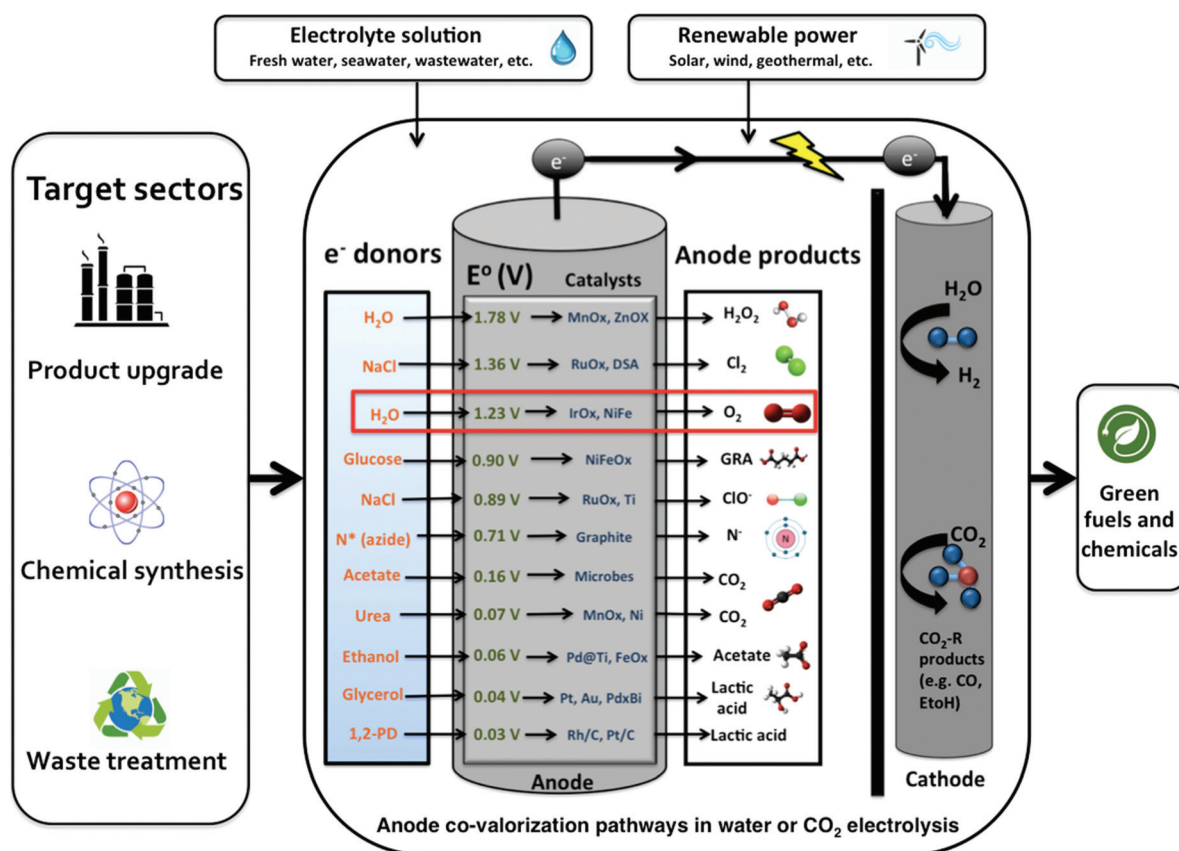 Electrolyte solution
Fresh water, seawater, wastewater, etc.
Renewable power
Solar, wind, geothermal, etc.
Target sectors
Product upgrade
Chemical synthesis
Waste treatment
e⁻
e⁻
e⁻ donors
E⁰ (V)
Catalysts
Anode products
H₂O 1.78 V MnOx, ZnOX H₂O₂
NaCl 1.36 V RuOx, DSA Cl₂
H₂O 1.23 V IrOx, NiFe O₂
Glucose 0.90 V NiFeOx GRA
NaCl 0.89 V RuOx, Ti ClO⁻
N* (azide) 0.71 V Graphite N⁻ N
Acetate 0.16 V Microbes CO₂
Urea 0.07 V MnOx, Ni CO₂
Ethanol 0.06 V Pd@Ti, FeOx Acetate
Glycerol 0.04 V Pt, Au, PdxBi Lactic
acid
1,2-PD 0.03 V Rh/C, Pt/C Lactic acid
Anode
H₂O
H₂
CO₂
CO₂-R
products
(e.g. CO,
EtoH)
Cathode
Green
fuels and
chemicals
Anode co-valorization pathways in water or CO₂ electrolysis